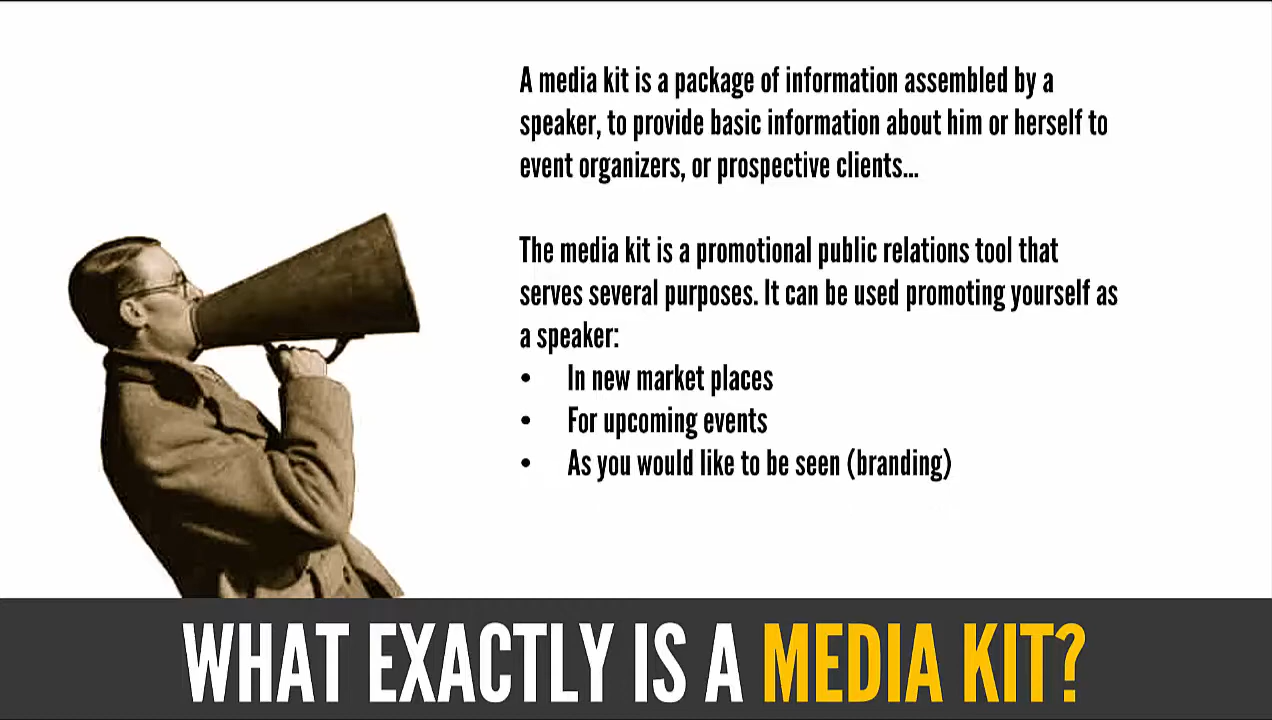 A media kit is a package of information assembled by a
speaker, to provide basic information about him or herself to
event organizers, or prospective clients...
The media kit is a promotional public relations tool that
serves several purposes. It can be used promoting yourself as
a speaker:
• In new market places
• For upcoming events
• As you would like to be seen (branding)
WHAT EXACTLY IS A MEDIA KIT?